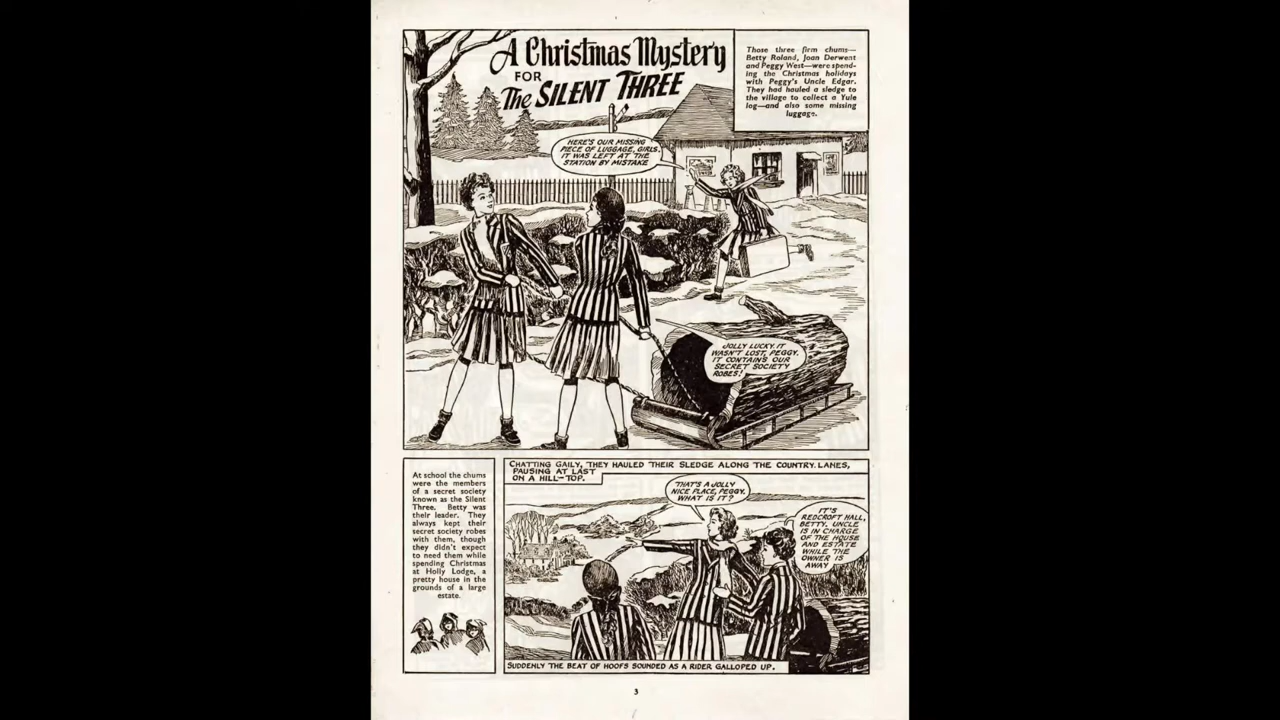 A Christmas Mystery
FOR
The SILENT THREE
Those three firm chums—
Betty Roland, Joan Derwent
and Peggy West—were spend-
ing the Christmas holidays
with Peggy's Uncle Edgar.
They had hauled a sledge to
the village to collect a Yule
log—and also some missing
luggage.
HERE'S OUR MISSING
PIECE OF LUGGAGE, GIRLS.
IT WAS LEFT AT THE
STATION BY MISTAKE
JOLLY LUCKY IT
WASN'T LOST, PEGGY.
IT CONTAINS OUR
SECRET SOCIETY
ROBES!
At school the chums
were the members
of a secret society
known as the Silent
Three. Betty was
their leader. They
always kept their
secret society robes
with them, though
they didn't expect
to need them while
spending Christmas
at Holly Lodge, a
pretty house in the
grounds of a large
estate.
CHATTING GAILY, THEY HAULED THEIR SLEDGE ALONG THE COUNTRY LANES,
PAUSING AT LAST
ON A HILL-TOP.
THAT'S A JOLLY
NICE PLACE, PEGGY.
WHAT IS IT?
IT'S
REDCROFT HALL,
BETTY. UNCLE
IS IN CHARGE
OF THE HOUSE
AND ESTATE
WHILE THE
OWNER IS
AWAY
SUDDENLY THE BEAT OF HOOFS SOUNDED AS A RIDER GALLOPED UP.
3